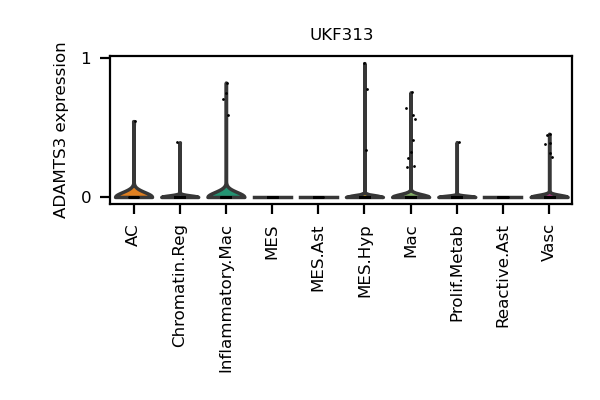 UKF313
ADAMTS3 expression
1
0
AC
Chromatin.Reg
Inflammatory.Mac
MES
MES.Ast
MES.Hyp
Mac
Prolif.Metab
Reactive.Ast
Vasc